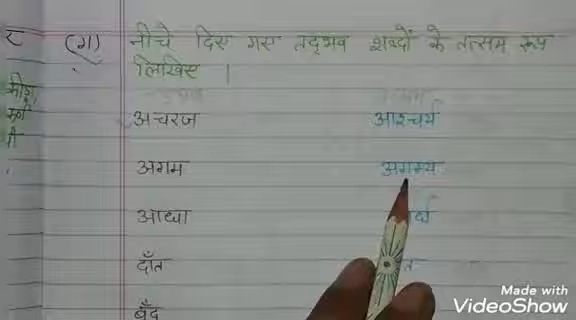 (ग) नीचे दिए गए तद्भव शब्दों के तत्सम रूप
लिखिए ।
अचरज आश्चर्य
अगम अगम्य
आधा र्ध
दाँत त
बूँद
Made with
VideoShow